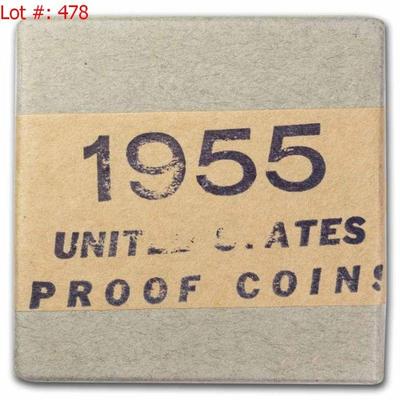 Lot #: 478
1955
UNITED STATES
PROOF COINS